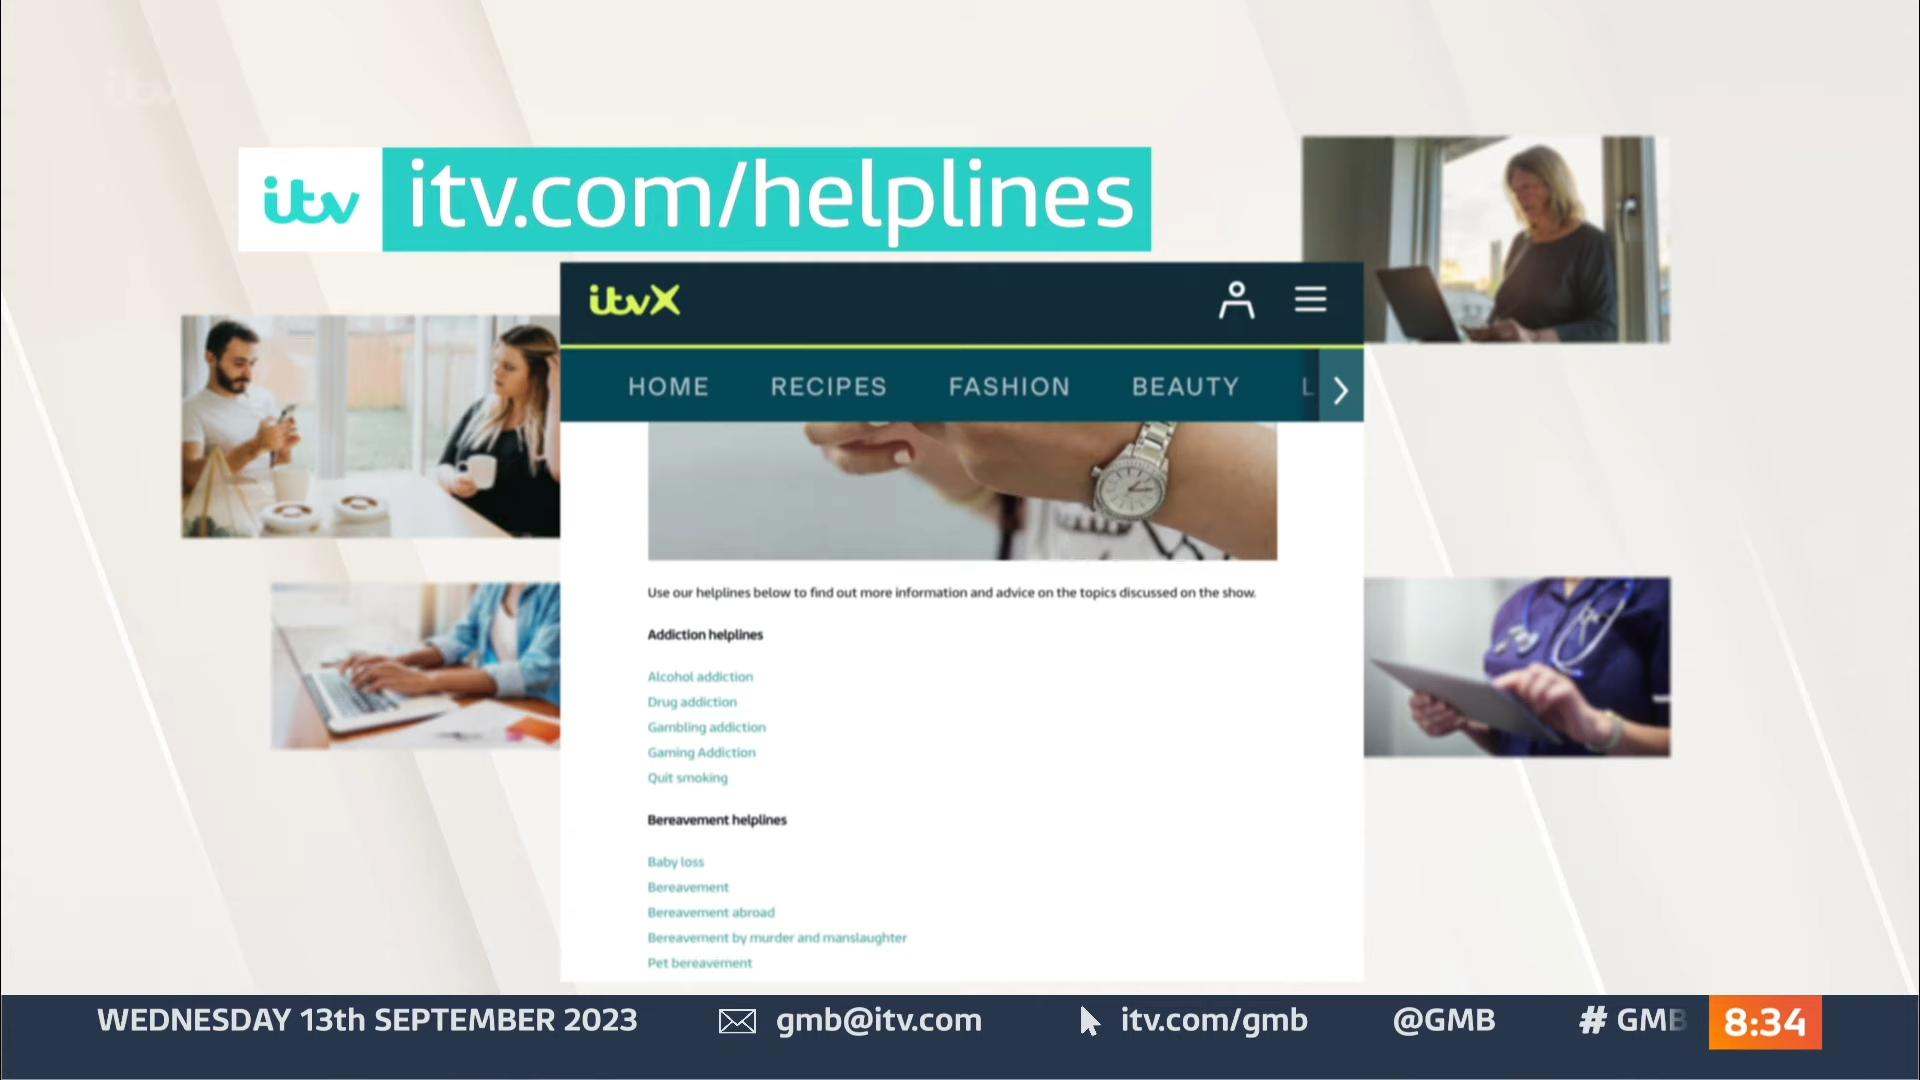 itv
itv itv.com/helplines
itvX
HOME RECIPES FASHION BEAUTY L
Use our helplines below to find out more information and advice on the topics discussed on the show.
Addiction helplines
Alcohol addiction
Drug addiction
Gambling addiction
Gaming Addiction
Quit smoking
Bereavement helplines
Baby loss
Bereavement
Bereavement abroad
Bereavement by murder and manslaughter
Pet bereavement
WEDNESDAY 13th SEPTEMBER 2023 gmb@itv.com itv.com/gmb @GMB # GMB 8:34